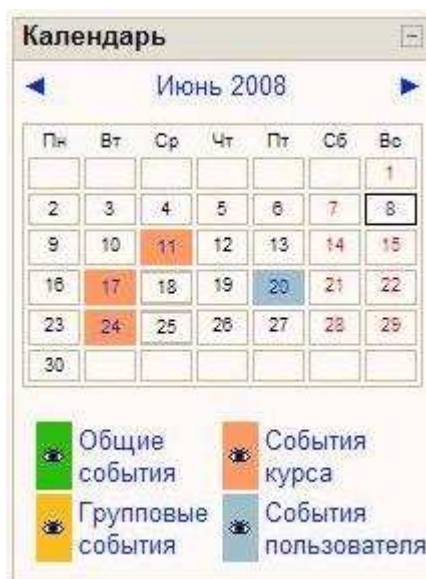 Календарь
Июнь 2008
Пн Вт Ср Чт Пт Сб Вс
1
2 3 4 5 6 7 8
9 10 11 12 13 14 15
16 17 18 19 20 21 22
23 24 25 26 27 28 29
30
Общие события
События курса
Групповые события
События пользователя